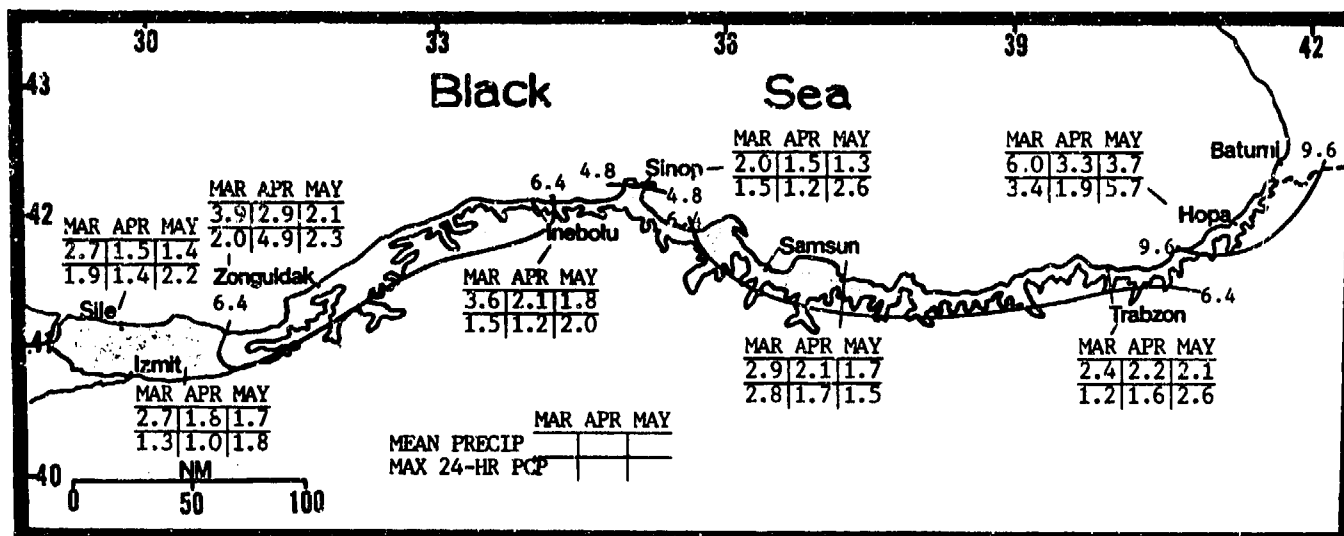 30 33 36 39 42
43
Black Sea
MAR APR MAY
2.0 1.5 1.3
1.5 1.2 2.6
MAR APR MAY
6.0 3.3 3.7
3.4 1.9 5.7
Batumi 9.6
Sinop
4.8
4.8
6.4
42
MAR APR MAY
3.9 2.9 2.1
2.0 4.9 2.3
Zonguldak
MAR APR MAY
2.7 1.5 1.4
1.9 1.4 2.2
Sile
6.4
Inebolu
MAR APR MAY
3.6 2.1 1.8
1.5 1.2 2.0
6.4
Samsun
Hopa
9.6
6.4
Trabzon
41
Izmit
MAR APR MAY
2.7 1.8 1.7
1.3 1.0 1.8
MAR APR MAY
2.9 2.1 1.7
2.8 1.7 1.5
MAR APR MAY
2.4 2.2 2.1
1.2 1.6 2.6
MAR APR MAY
MEAN PRECIP
MAX 24-HR PCP
40
NM
0 50 100